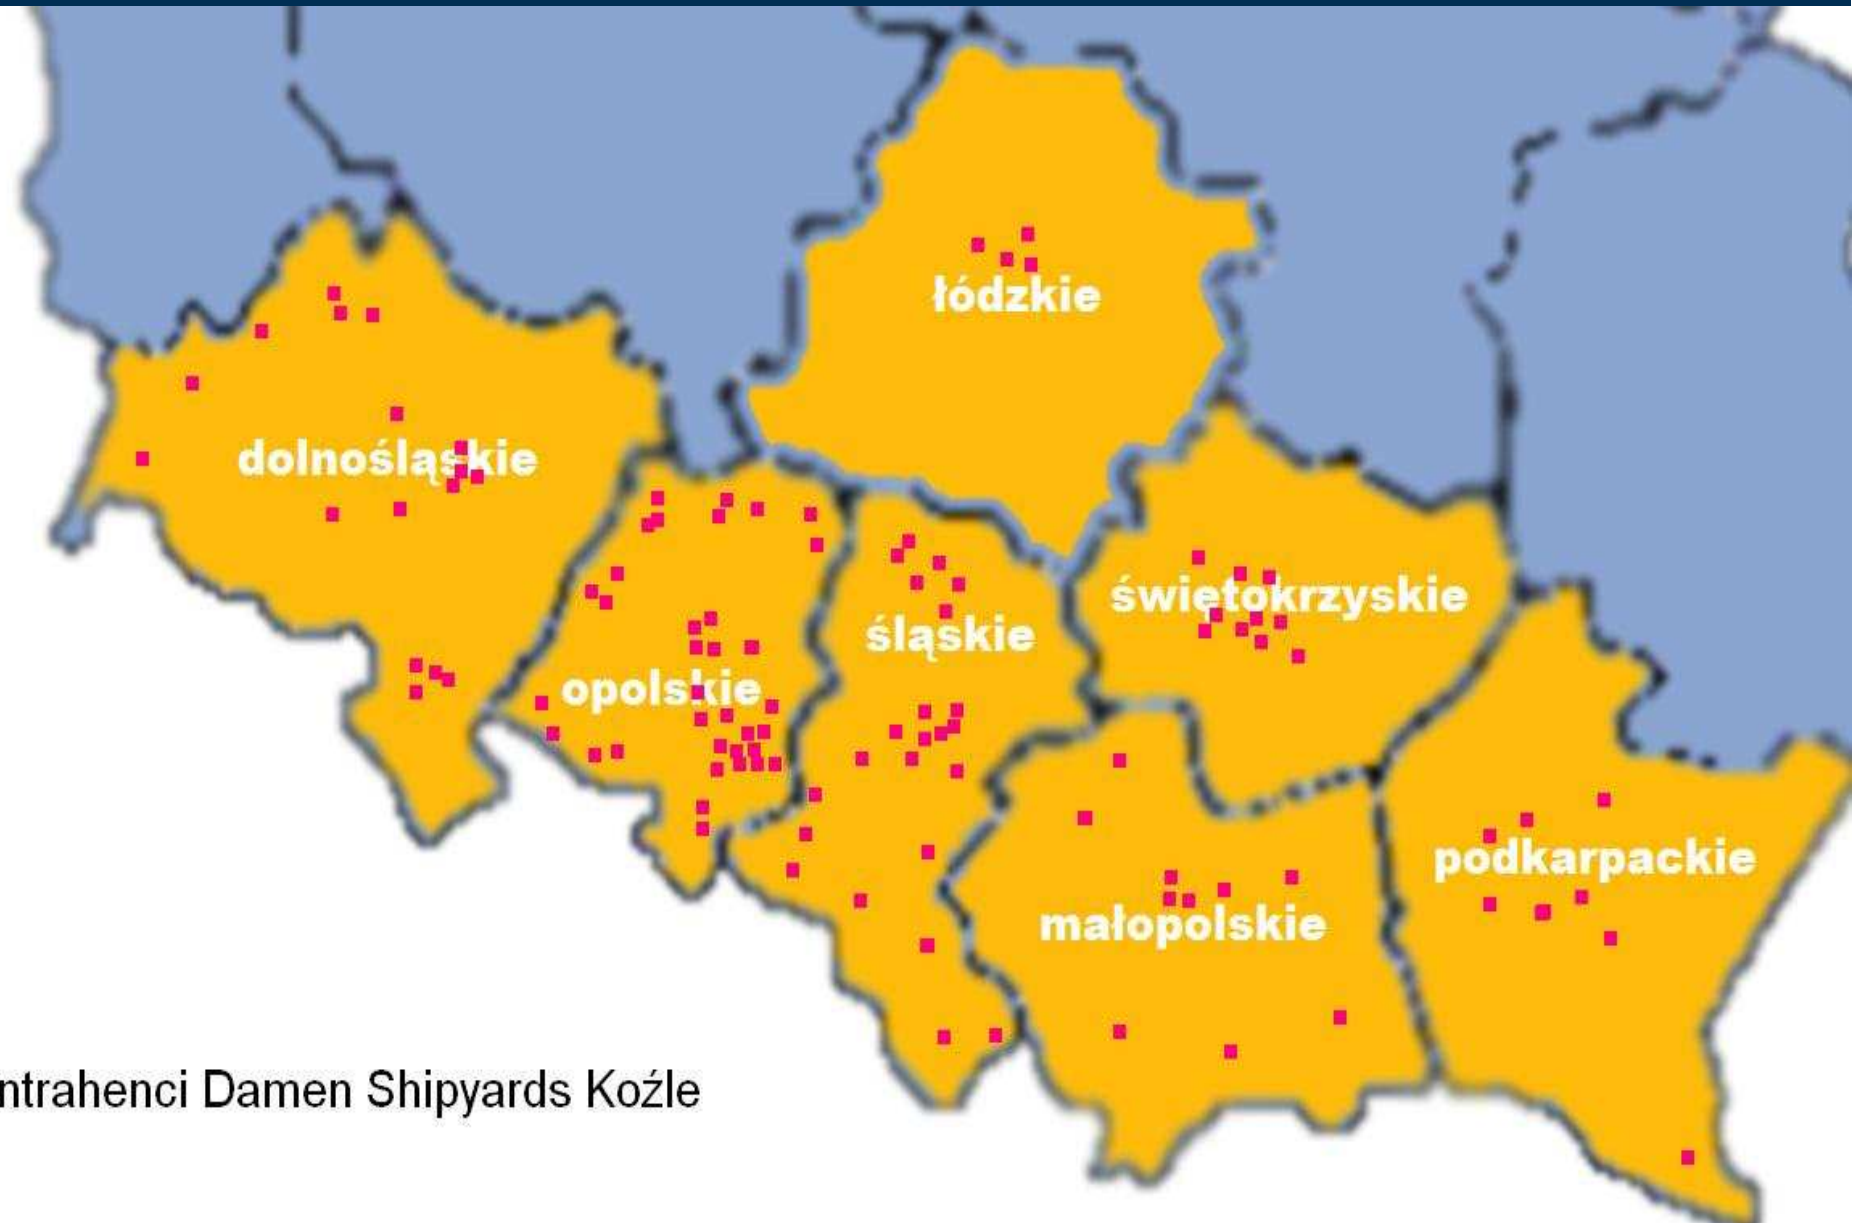 łódzkie
dolnośląskie
świętokrzyskie
śląskie
opolskie
podkarpackie
małopolskie
ntrahenci Damen Shipyards Koźle